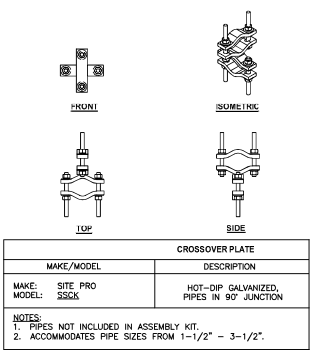 FRONT
ISOMETRIC
TOP
SIDE
CROSSOVER PLATE
MAKE/MODEL
DESCRIPTION
MAKE: SITE PRO
MODEL: SSCK
HOT-DIP GALVANIZED,
PIPES IN 90° JUNCTION
NOTES:
1. PIPES NOT INCLUDED IN ASSEMBLY KIT.
2. ACCOMMODATES PIPE SIZES FROM 1-1/2" - 3-1/2".